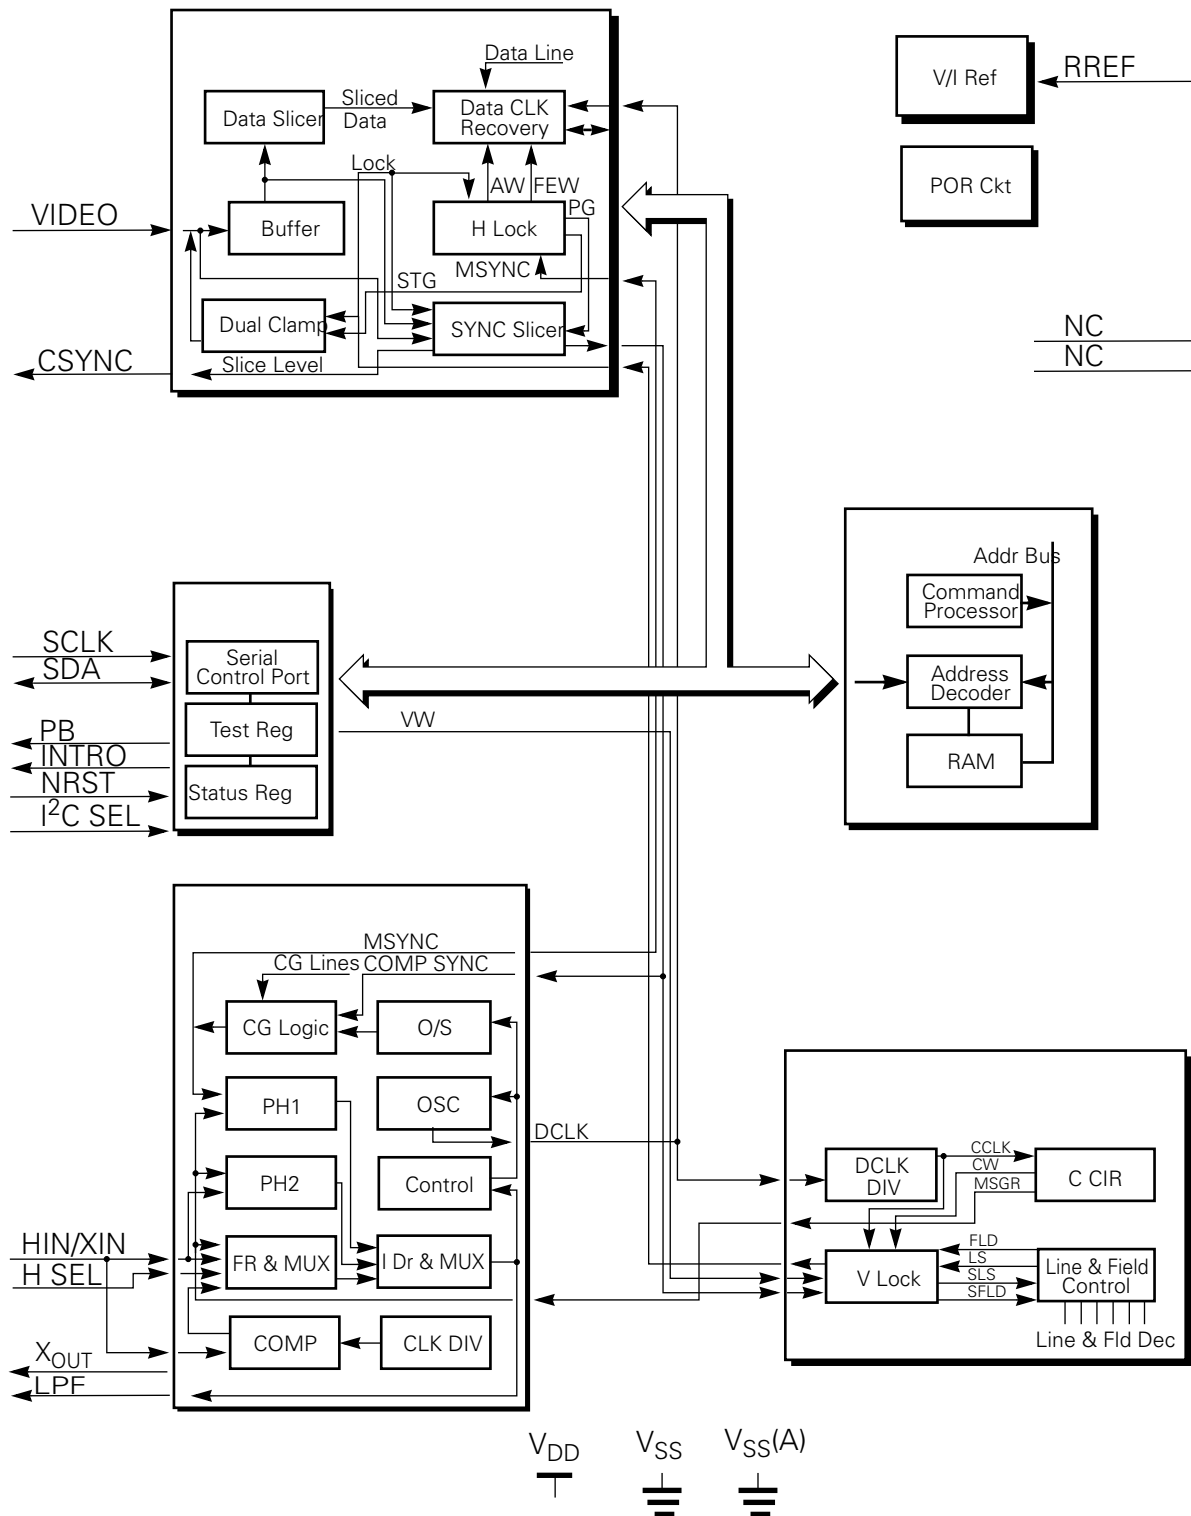 Data Line
Data Slicer
Sliced
Data
Data CLK
Recovery
Lock
AW
FEW
PG
VIDEO
Buffer
H Lock
MSYNC
STG
Dual Clamp
SYNC Slicer
CSYNC
Slice Level
V/I Ref
RREF
POR Ckt
NC
NC
Addr Bus
Command
Processor
Address
Decoder
RAM
SCLK
SDA
Serial
Control Port
PB
Test Reg
VW
INTRO
NRST
Status Reg
I²C SEL
MSYNC
CG Lines
COMP SYNC
CG Logic
O/S
PH1
OSC
DCLK
PH2
Control
HIN/XIN
H SEL
FR & MUX
I Dr & MUX
COMP
CLK DIV
XOUT
LPF
DCLK
DIV
CCLK
CW
MSGR
C CIR
V Lock
FLD
LS
SLS
SFLD
Line & Field
Control
Line & Fld Dec
VDD
VSS
VSS(A)